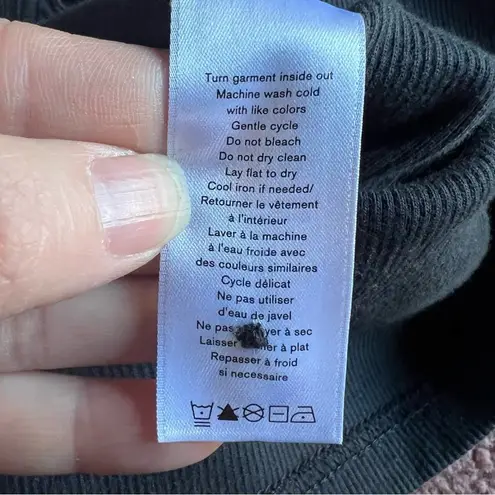 Turn garment inside out
Machine wash cold
with like colors
Gentle cycle
Do not bleach
Do not dry clean
Lay flat to dry
Cool iron if needed/
Retourner le vêtement
à l'intérieur
Laver à la machine
à l'eau froide avec
des couleurs similaires
Cycle délicat
Ne pas utiliser
d'eau de javel
Ne pas à sec
Laisser à plat
Repasser à froid
si necessaire